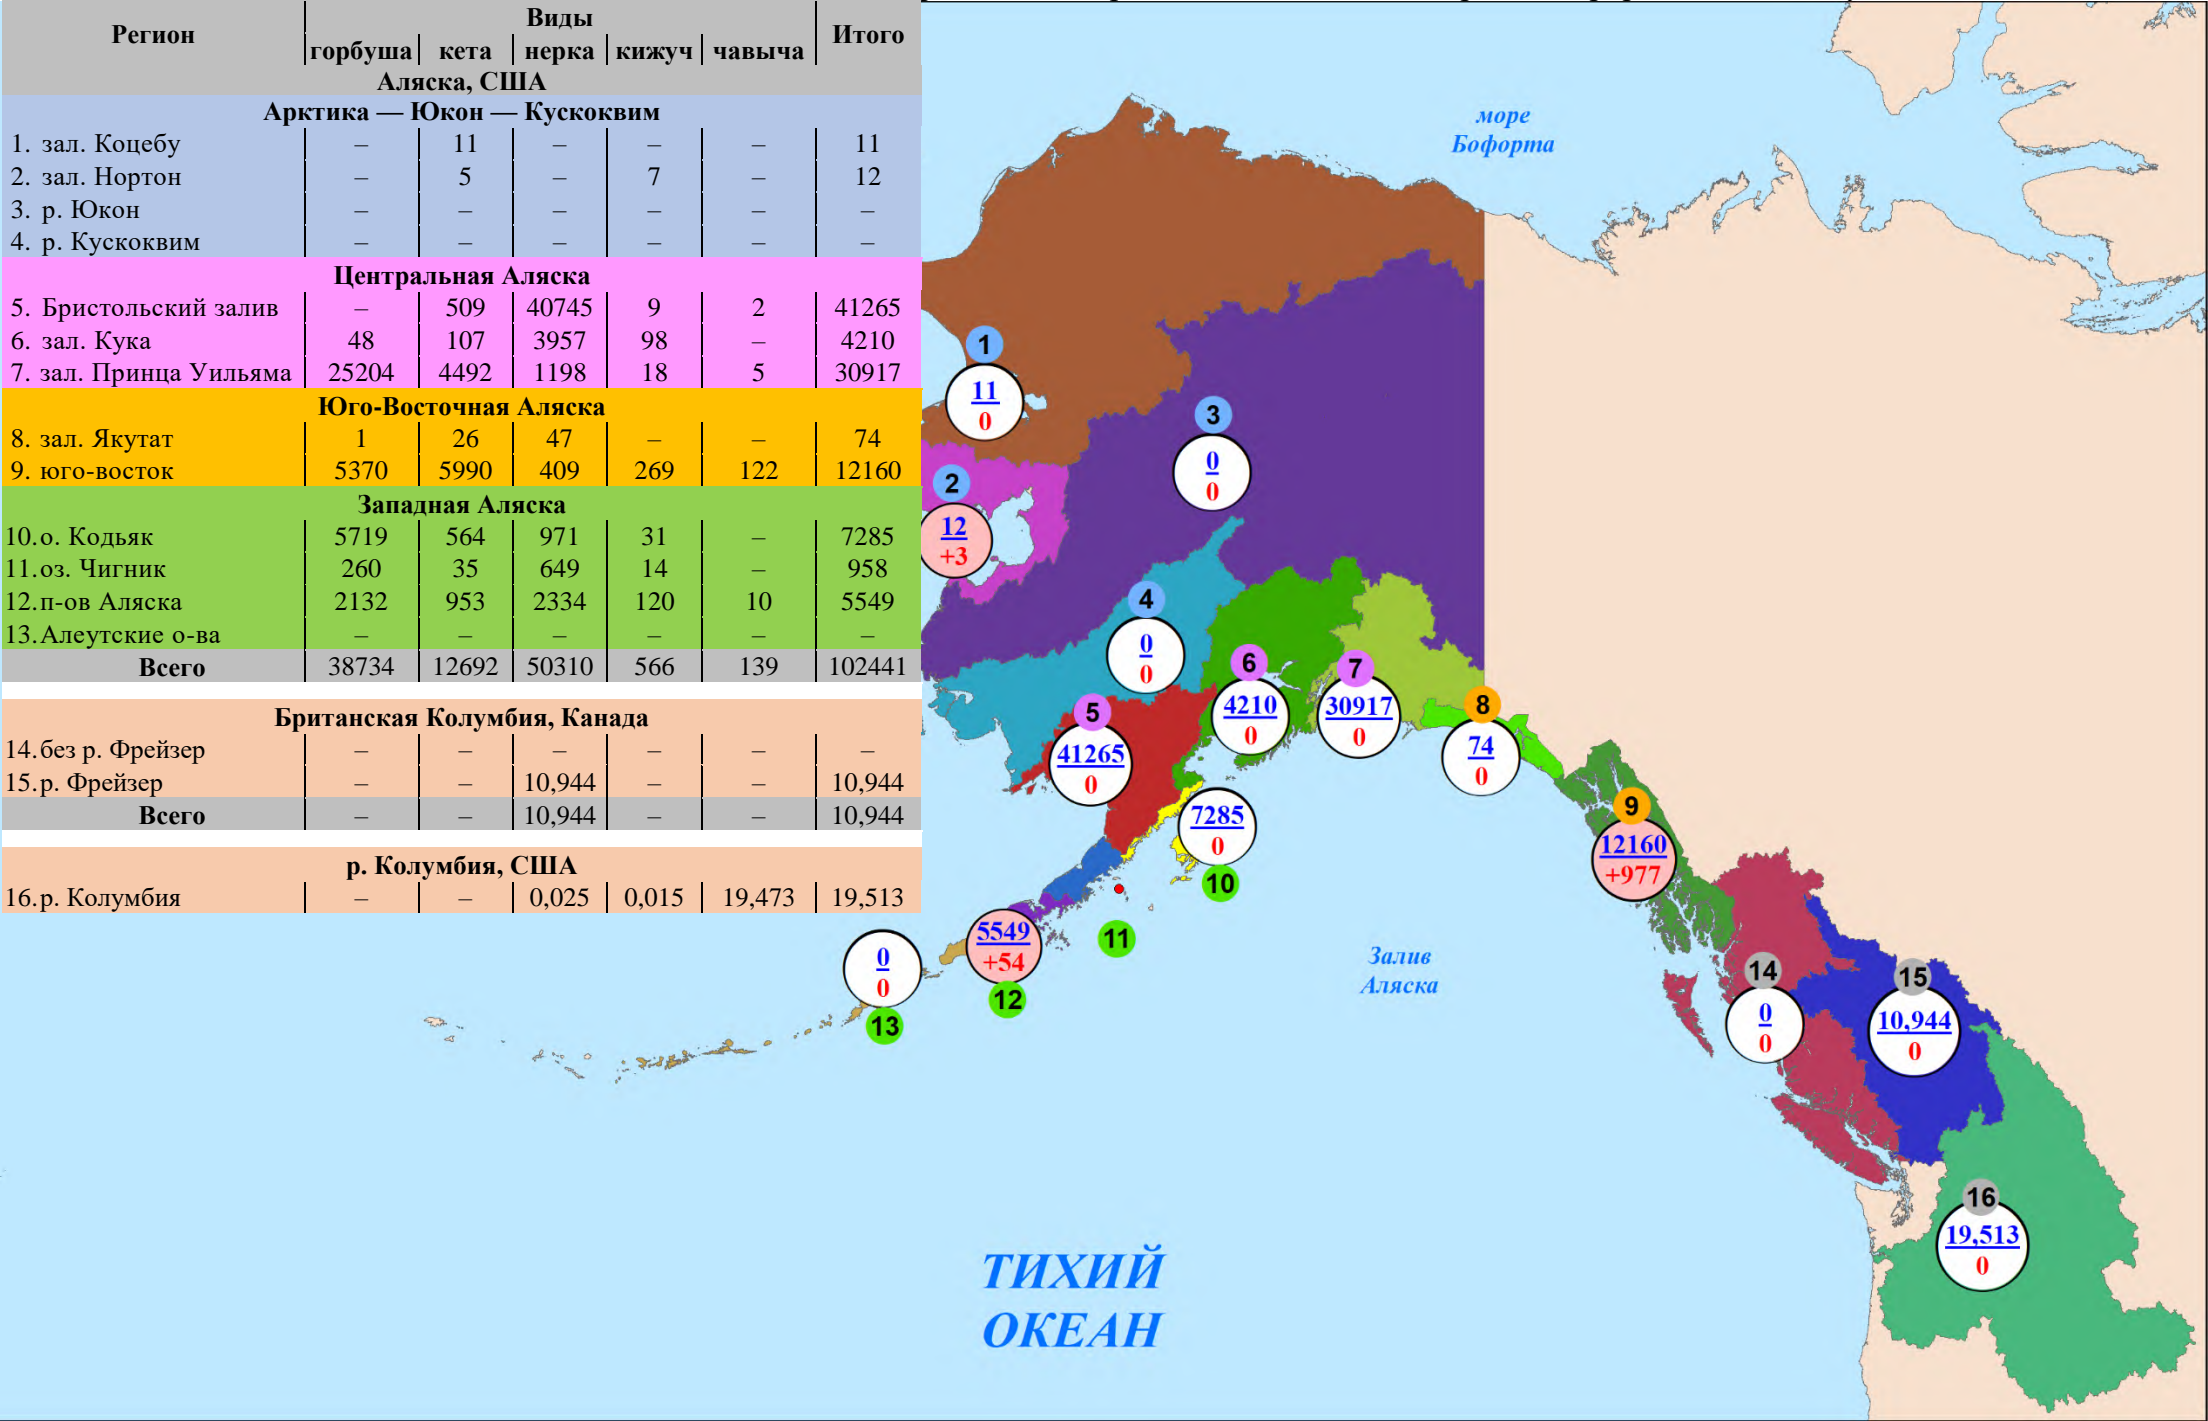 Регион Виды Итого
горбуша кета нерка кижуч чавыча
Аляска, США
Арктика — Юкон — Кускоквим
1. зал. Коцебу – 11 – – – 11
2. зал. Нортон – 5 – 7 – 12
3. р. Юкон – – – – – –
4. р. Кускоквим – – – – – –
Центральная Аляска
5. Бристольский залив – 509 40745 9 2 41265
6. зал. Кука 48 107 3957 98 – 4210
7. зал. Принца Уильяма 25204 4492 1198 18 5 30917
Юго-Восточная Аляска
8. зал. Якутат 1 26 47 – – 74
9. юго-восток 5370 5990 409 269 122 12160
Западная Аляска
10.о. Кодьяк 5719 564 971 31 – 7285
11.оз. Чигник 260 35 649 14 – 958
12.п-ов Аляска 2132 953 2334 120 10 5549
13.Алеутские о-ва – – – – – –
Всего 38734 12692 50310 566 139 102441
Британская Колумбия, Канада
14.без р. Фрейзер – – – – – –
15.р. Фрейзер – – 10,944 – – 10,944
Всего – – 10,944 – – 10,944
р. Колумбия, США
16.р. Колумбия – – 0,025 0,015 19,473 19,513
море
Бофорта
1
11
0
2
12
+3
3
0
0
4
0
0
5
41265
0
6
4210
0
7
30917
0
8
74
0
9
12160
+977
7285
0
10
11
5549
+54
12
0
0
13
Залив
Аляска
14
0
0
15
10,944
0
16
19,513
0
ТИХИЙ
ОКЕАН